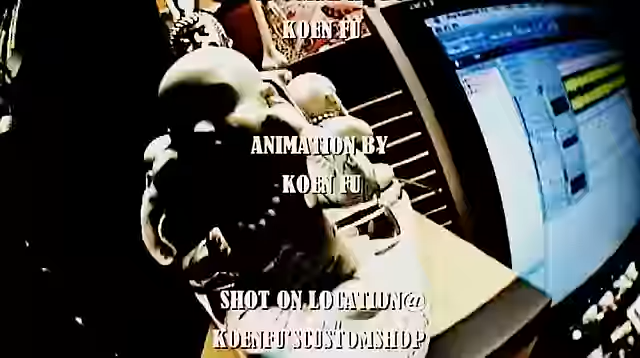 KOEN FU
ANIMATION BY
KOEN FU
SHOT ON LOCATION@
KOENFU'SCUSTOMSHOP